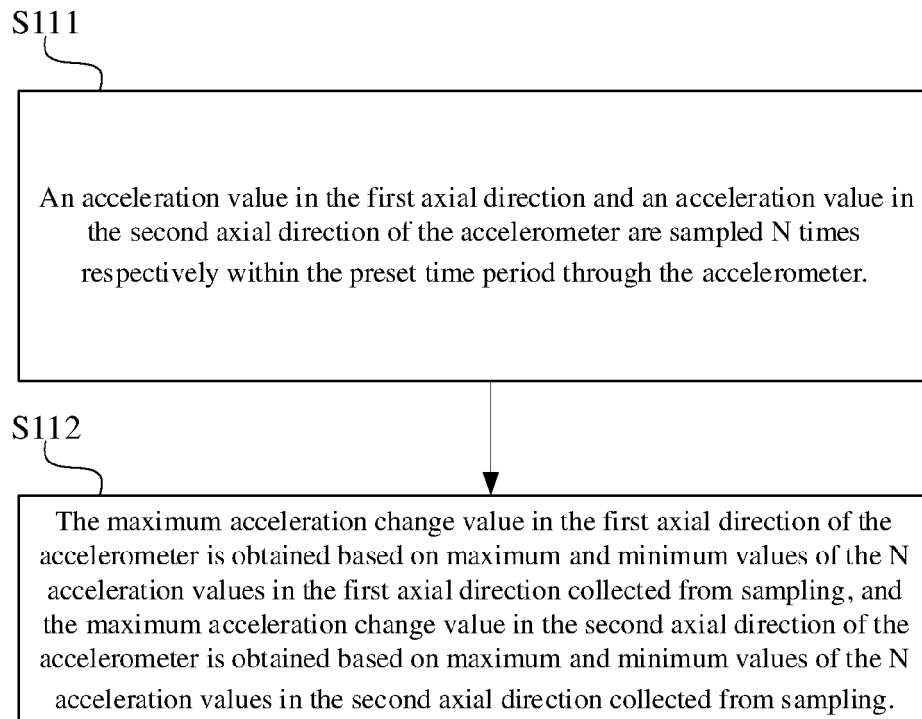 S111
An acceleration value in the first axial direction and an acceleration value in
the second axial direction of the accelerometer are sampled N times
respectively within the preset time period through the accelerometer.
S112
The maximum acceleration change value in the first axial direction of the
accelerometer is obtained based on maximum and minimum values of the N
acceleration values in the first axial direction collected from sampling, and
the maximum acceleration change value in the second axial direction of the
accelerometer is obtained based on maximum and minimum values of the N
acceleration values in the second axial direction collected from sampling.